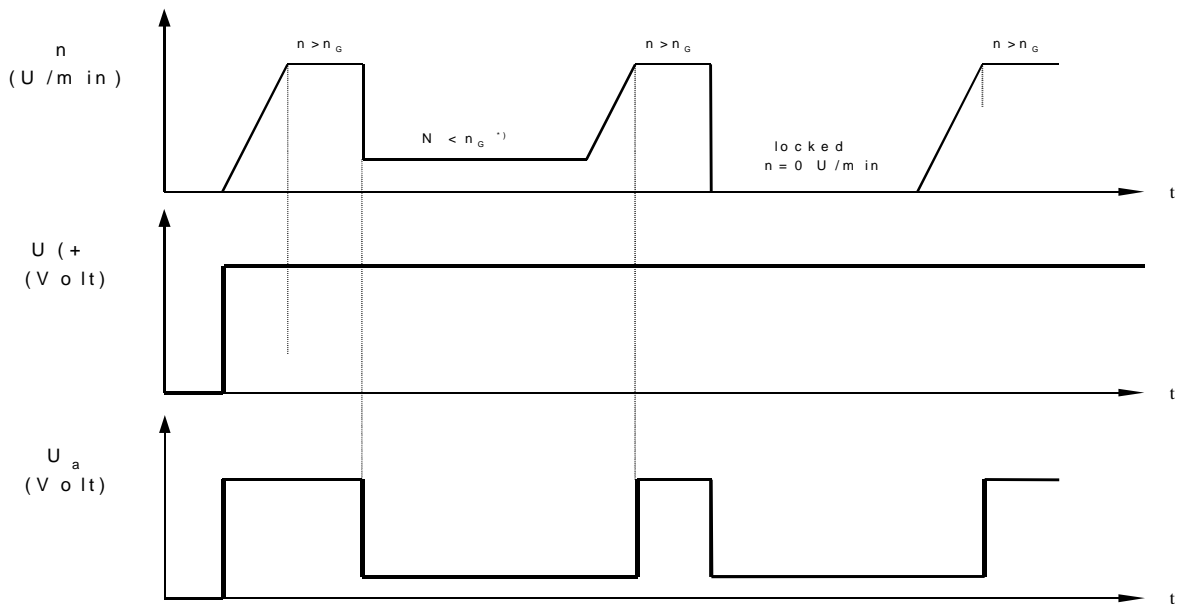 n
(U/min)
n>n_G
n>n_G
n>n_G
N < n_G *)
locked
n=0 U/min
t
U(+
(Volt)
t
U_a
(Volt)
t